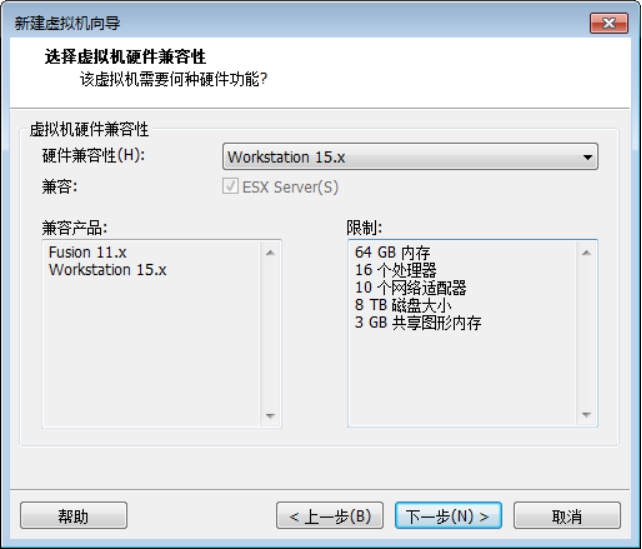 新建虚拟机向导
选择虚拟机硬件兼容性
该虚拟机需要何种硬件功能?
虚拟机硬件兼容性
硬件兼容性(H):
Workstation 15.x
兼容:
ESX Server(S)
兼容产品:
Fusion 11.x
Workstation 15.x
限制:
64 GB 内存
16 个处理器
10 个网络适配器
8 TB 磁盘大小
3 GB 共享图形内存
帮助
< 上一步(B)
下一步(N) >
取消